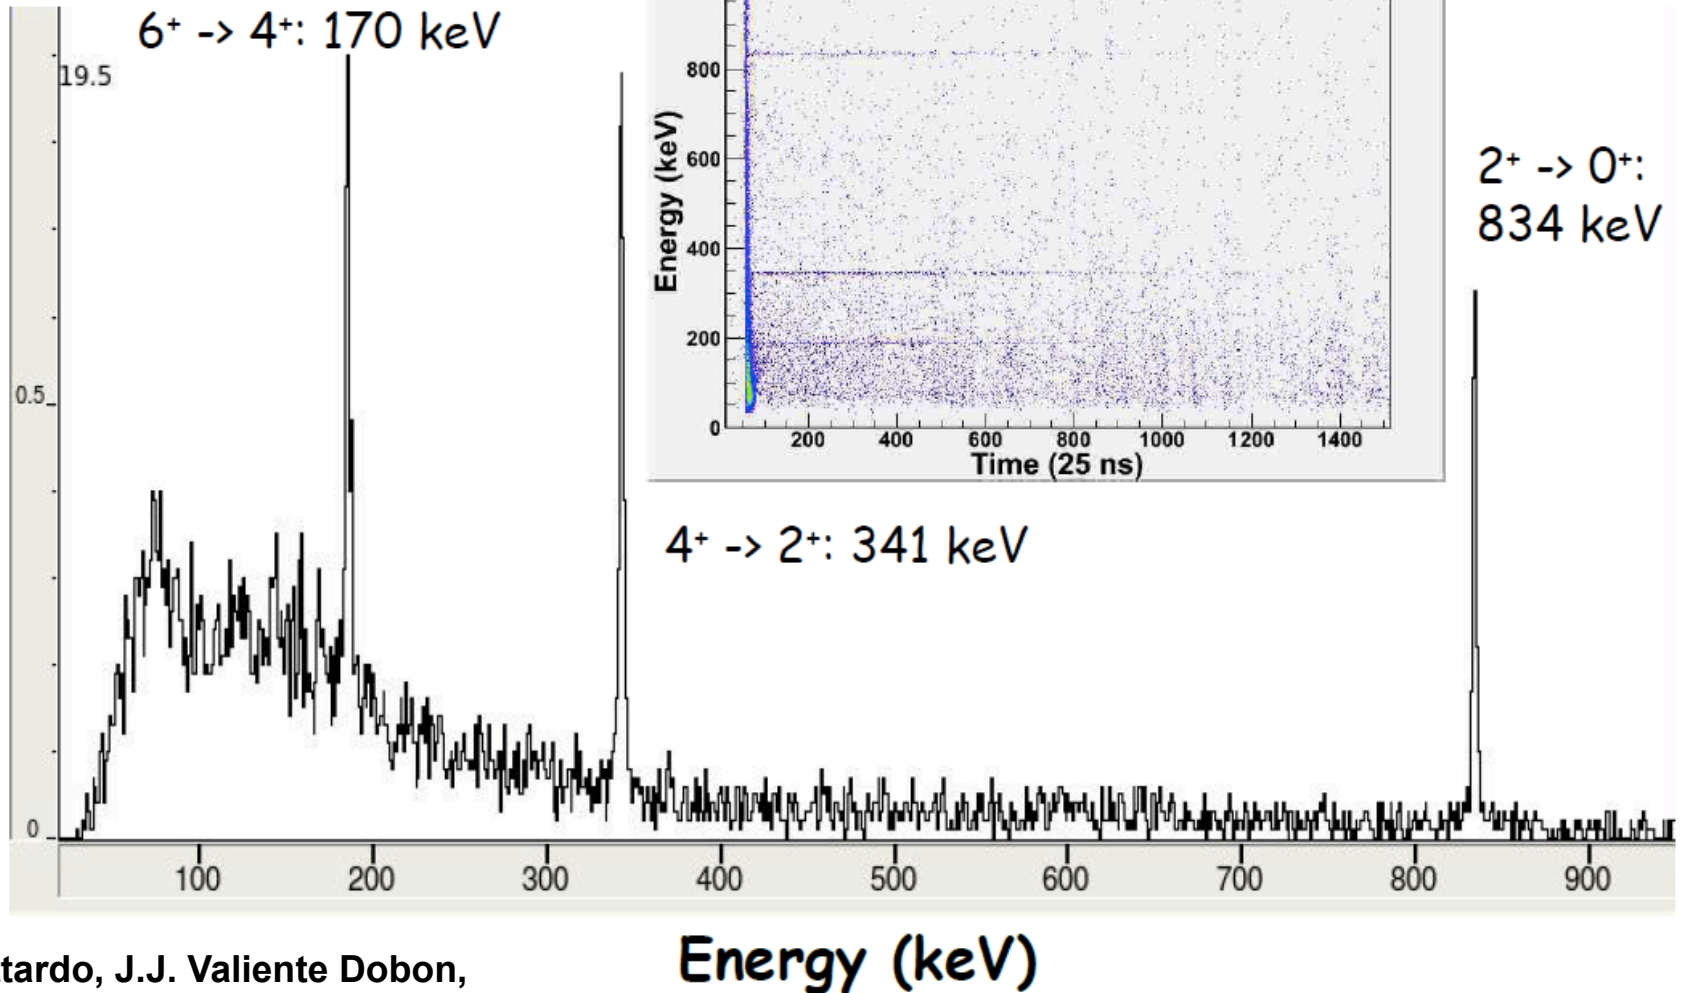 6⁺ -> 4⁺: 170 keV
19.5
0.5
0
800
600
400
200
0
Energy (keV)
200 400 600 800 1000 1200 1400
Time (25 ns)
2⁺ -> 0⁺:
834 keV
4⁺ -> 2⁺: 341 keV
100 200 300 400 500 600 700 800 900
Energy (keV)
tardo, J.J. Valiente Dobon,